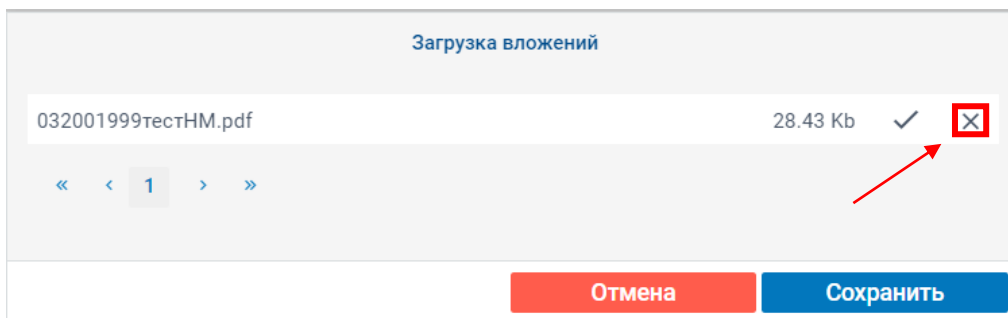 Загрузка вложений
032001999тестНМ.pdf 28.43 Kb
« ‹ 1 › »
Отмена Сохранить